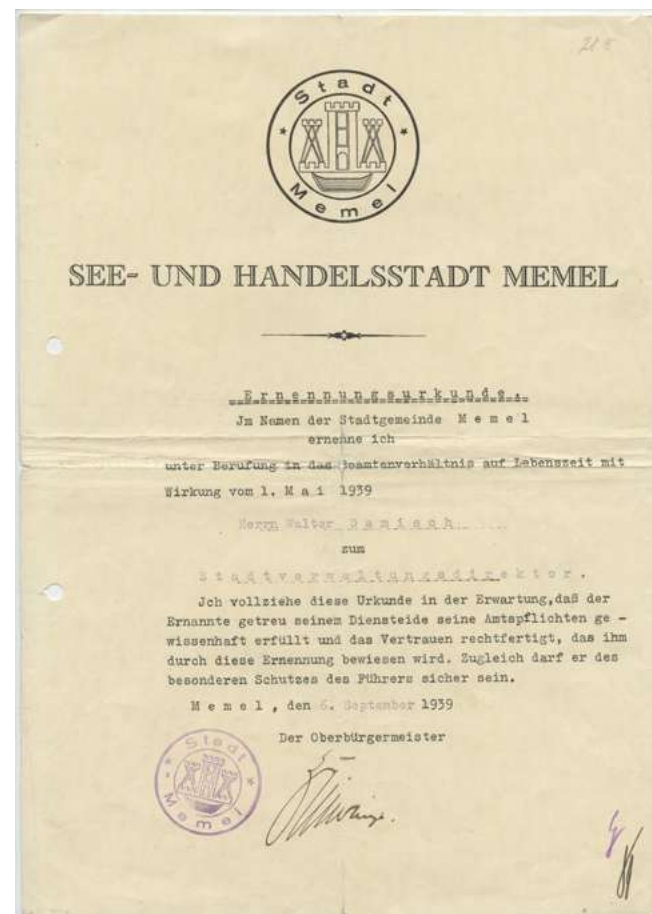 Stadt
Memel
SEE- UND HANDELSSTADT MEMEL
Ernennungsurkunde.
Jm Namen der Stadtgemeinde M e m e l
ernenne ich
unter Berufung in das Beamtenverhältnis auf Lebenszeit mit
Wirkung vom 1. M a i 1939
Herrn Walter D a m i s c h
zum
S t a d t v e r w a l t u n g s d i r e k t o r .
Jch vollziehe diese Urkunde in der Erwartung,daß der
Ernannte getreu seinem Diensteide seine Amtspflichten ge -
wissenhaft erfüllt und das Vertrauen rechtfertigt, das ihm
durch diese Ernennung bewiesen wird. Zugleich darf er des
besonderen Schutzes des Führers sicher sein.
M e m e l , den 6. September 1939
Der Oberbürgermeister
Stadt
Memel